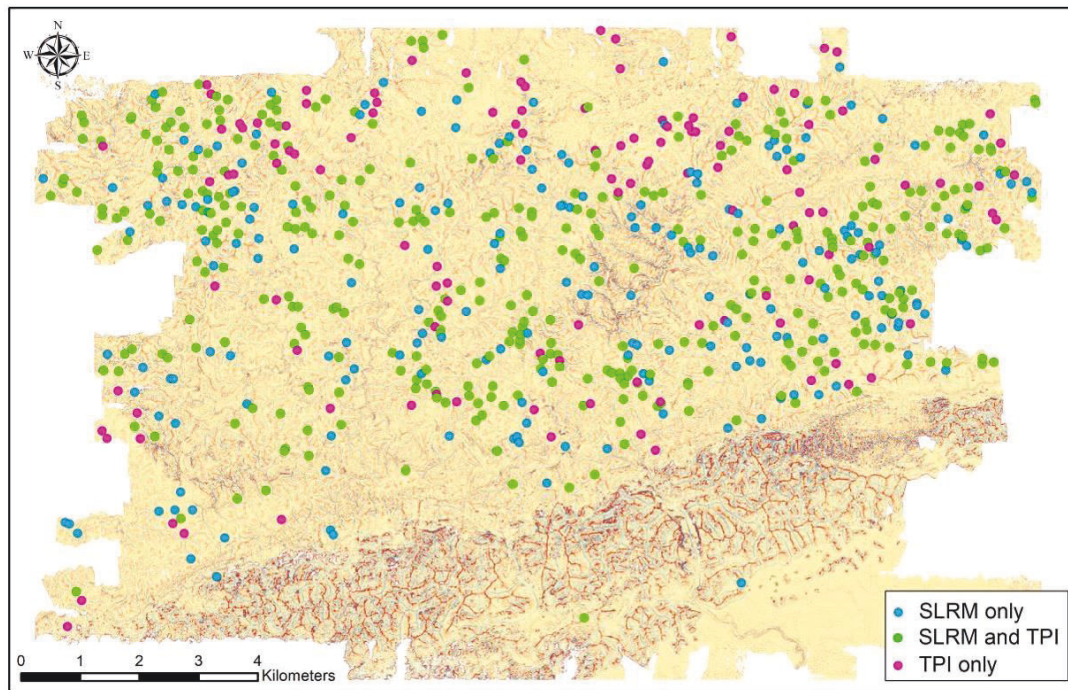 N
W E
S
SLRM only
SLRM and TPI
TPI only
0 1 2 3 4
Kilometers